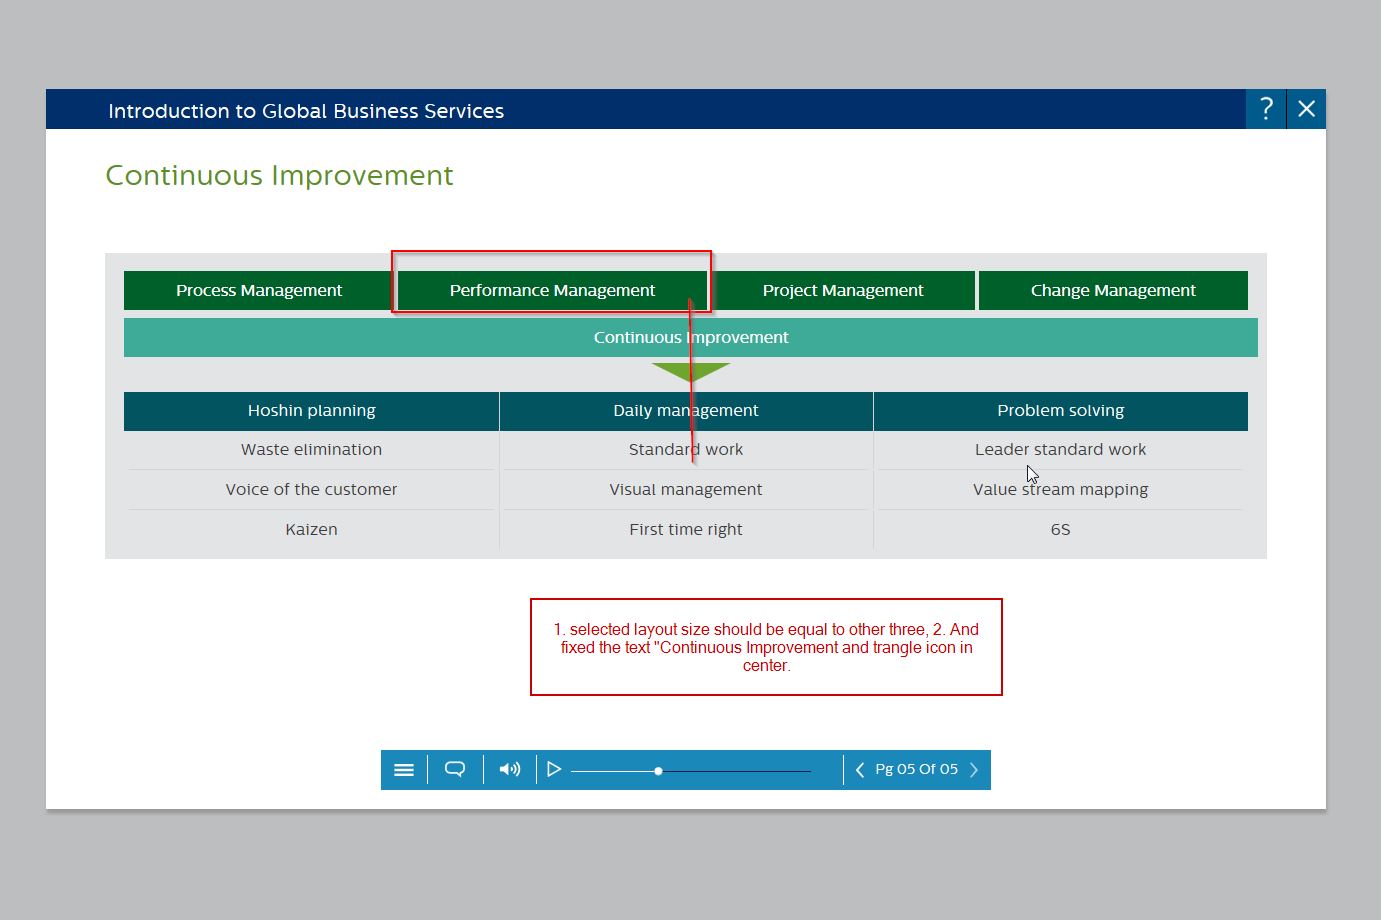 Introduction to Global Business Services
?
Continuous Improvement
Process Management Performance Management Project Management Change Management
Continuous Improvement
Hoshin planning Daily management Problem solving
Waste elimination Standard work Leader standard work
Voice of the customer Visual management Value stream mapping
Kaizen First time right 6S
1. selected layout size should be equal to other three, 2. And
fixed the text "Continuous Improvement and trangle icon in
center.
Pg 05 Of 05